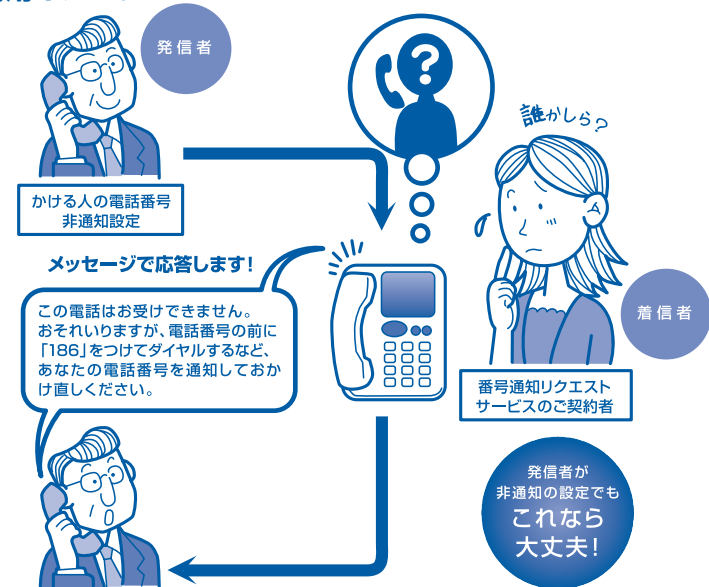 発信者
誰かしら?
かける人の電話番号
非通知設定
メッセージで応答します!
この電話はお受けできません。
おそれいりますが、電話番号の前に
「186」をつけてダイヤルするなど、
あなたの電話番号を通知しておか
け直しください。
着信者
番号通知リクエスト
サービスのご契約者
発信者が
非通知の設定でも
これなら
大丈夫!